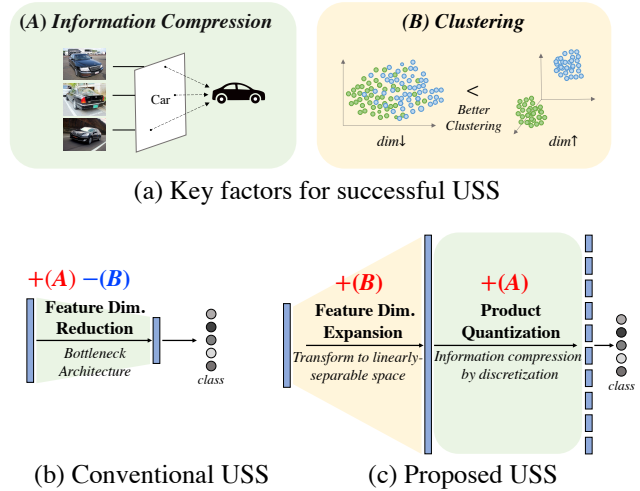 (A) Information Compression
Car
(B) Clustering
<
Better
Clustering
dim↓
dim↑
(a) Key factors for successful USS
+(A) −(B)
Feature Dim.
Reduction
Bottleneck
Architecture
class
(b) Conventional USS
+(B)
Feature Dim.
Expansion
Transform to linearly-
separable space
+(A)
Product
Quantization
Information compression
by discretization
class
(c) Proposed USS